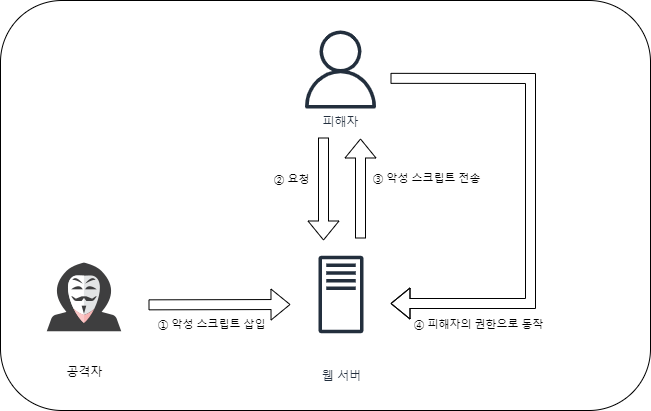 피해자
② 요청
③ 악성 스크립트 전송
① 악성 스크립트 삽입
④ 피해자의 권한으로 동작
공격자
웹 서버